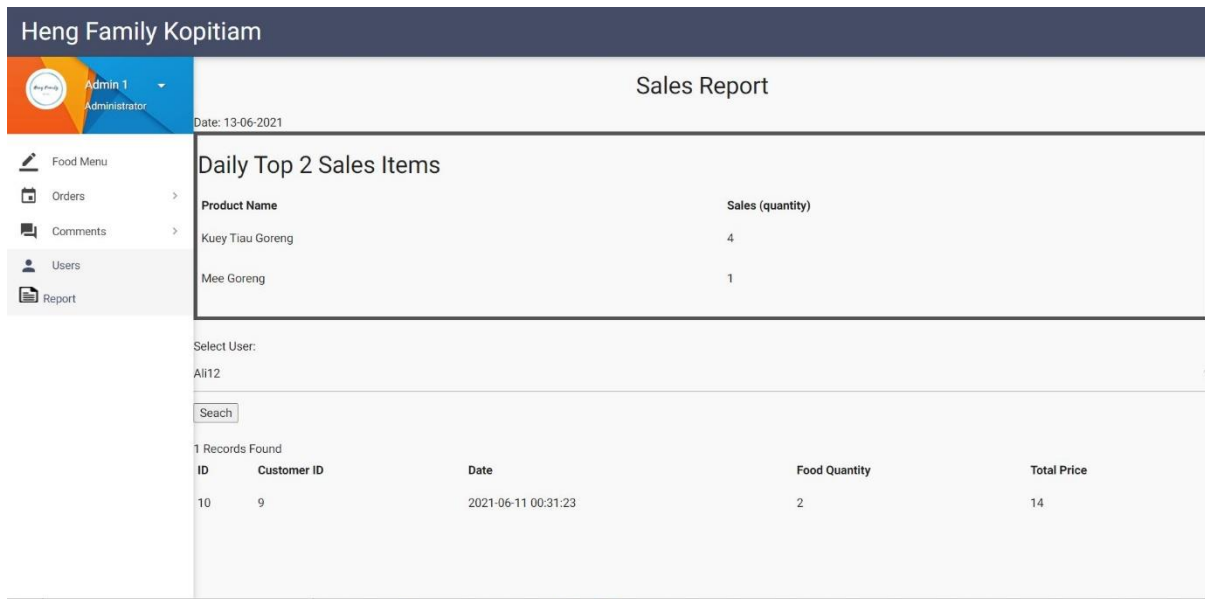 Heng Family Kopitiam
Admin 1
Administrator
Food Menu
Orders
Comments
Users
Report
Sales Report
Date: 13-06-2021
Daily Top 2 Sales Items
Product Name Sales (quantity)
Kuey Tiau Goreng 4
Mee Goreng 1
Select User:
Ali12
Seach
1 Records Found
ID Customer ID Date Food Quantity Total Price
10 9 2021-06-11 00:31:23 2 14